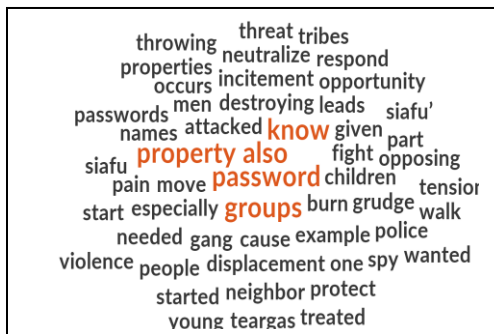 threat tribes
throwing
neutralize respond
properties
occurs incitement opportunity
men destroying leads
passwords siafu’
names attacked know given part
property also fight opposing
siafu
pain move password children
tension
start especially groups burn grudge walk
needed gang cause example police
violence people displacement one spy wanted
started neighbor protect
young teargas treated